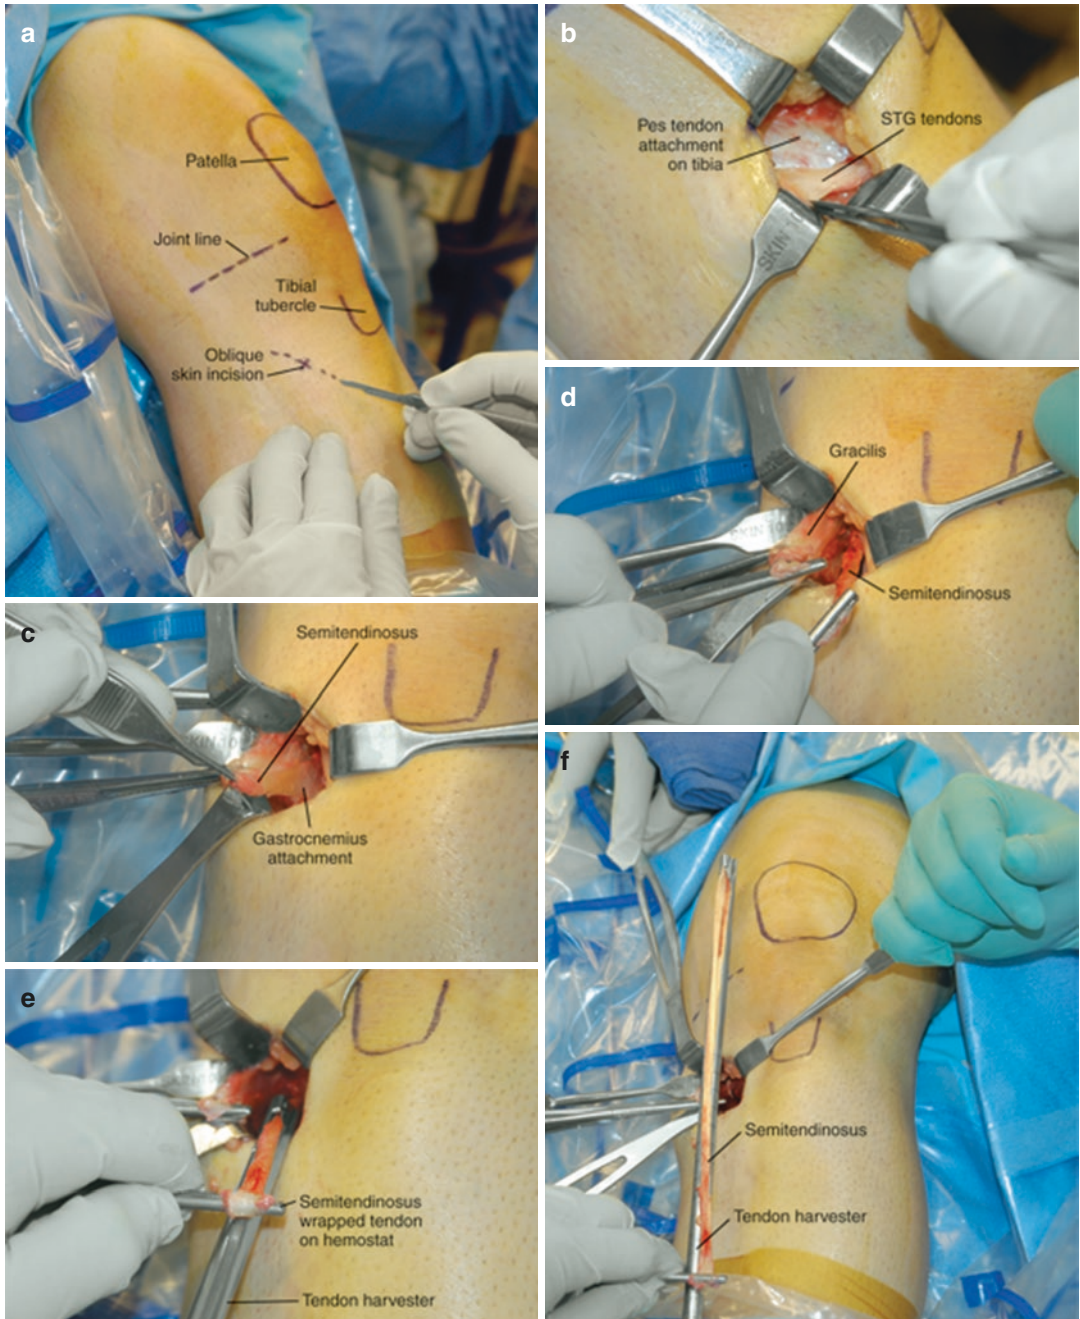 a
Patella
Joint line
Tibial
tubercle
Oblique
skin incision
b
Pes tendon
attachment
on tibia
STG tendons
SKIN
c
Semitendinosus
Gastrocnemius
attachment
d
Gracilis
Semitendinosus
e
Semitendinosus
wrapped tendon
on hemostat
Tendon harvester
f
Semitendinosus
Tendon harvester